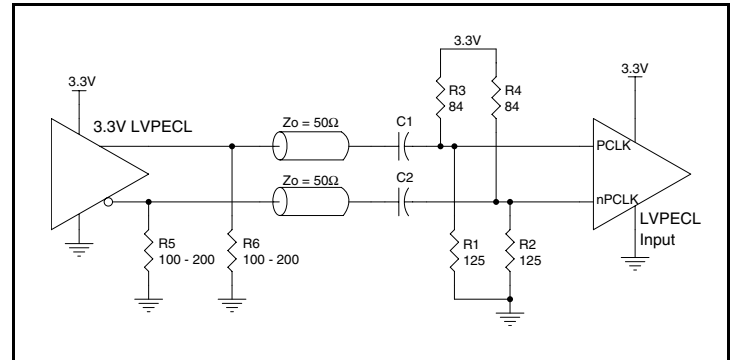 3.3V
3.3V LVPECL
Zo = 50Ω
C1
3.3V
R3
84
R4
84
3.3V
PCLK
Zo = 50Ω
C2
nPCLK
LVPECL
Input
R5
100 - 200
R6
100 - 200
R1
125
R2
125